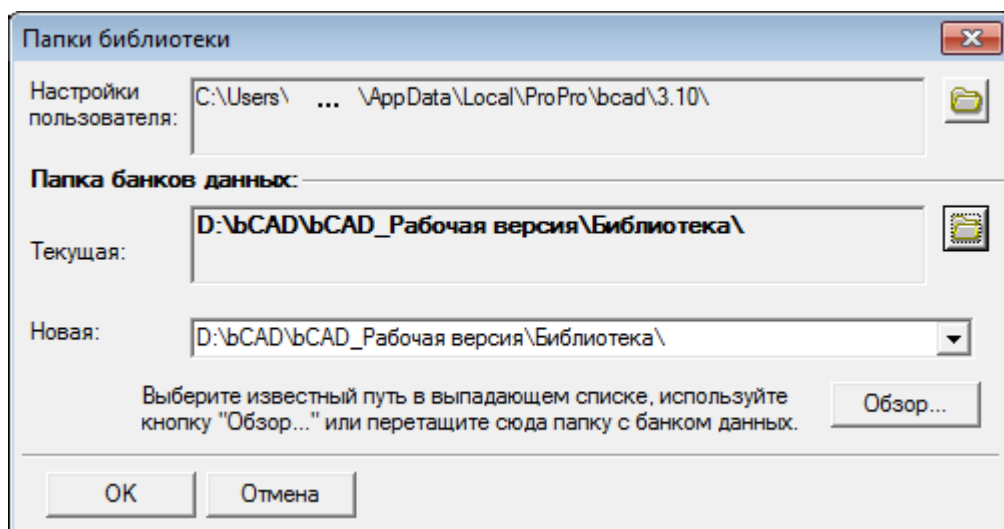 Папки библиотеки
Настройки
пользователя:
C:\Users\ ... \AppData\Local\ProPro\bcad\3.10\
Папка банков данных:
Текущая:
D:\bCAD\bCAD_Рабочая версия\Библиотека\
Новая:
D:\bCAD\bCAD_Рабочая версия\Библиотека\
Выберите известный путь в выпадающем списке, используйте
кнопку "Обзор..." или перетащите сюда папку с банком данных.
Обзор...
OK
Отмена